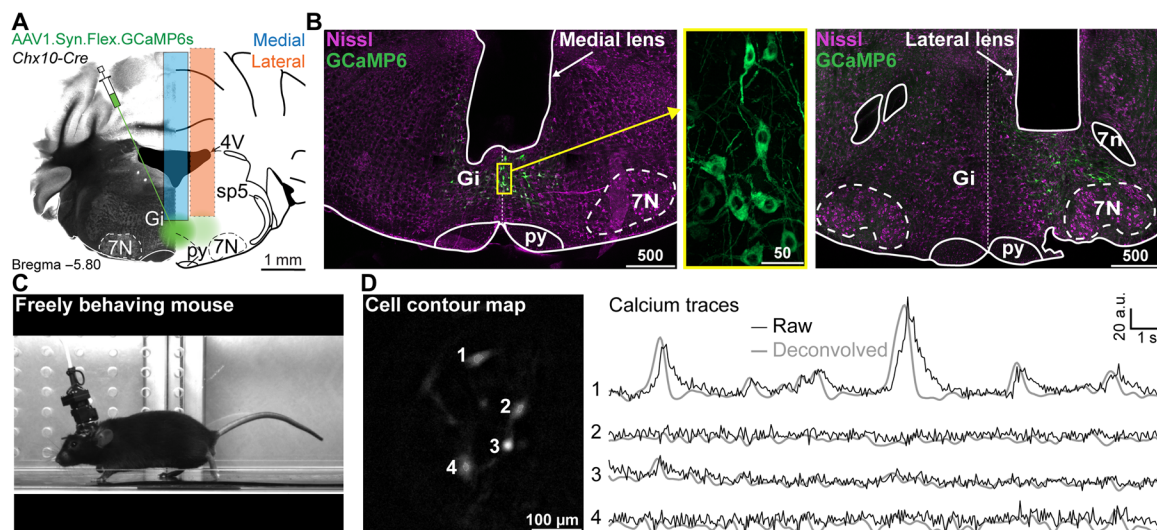 A
AAV1.Syn.Flex.GCaMP6s
Chx10-Cre
Medial
Lateral
4V
sp5
Gi
7N
py
7N
Bregma –5.80
1 mm
B
Nissl
GCaMP6
Medial lens
Gi
7N
py
500
50
Nissl
GCaMP6
Lateral lens
7n
Gi
7N
py
500
C
Freely behaving mouse
D
Cell contour map
1
2
3
4
100 µm
Calcium traces
Raw
Deconvolved
20 a.u.
1 s
1
2
3
4